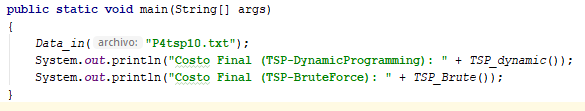 public static void main(String[] args)
{
Data_in( archivo: "P4tsp10.txt");
System.out.println("Costo Final (TSP-DynamicProgramming): " + TSP_dynamic());
System.out.println("Costo Final (TSP-BruteForce): " + TSP_Brute());
}